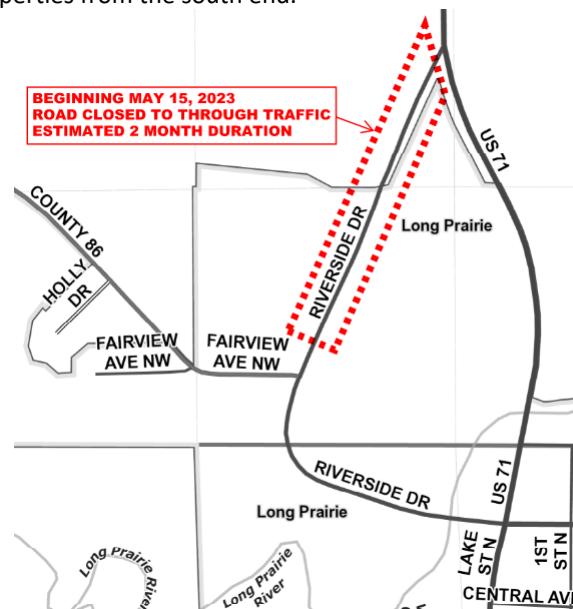 perties from the south end.
BEGINNING MAY 15, 2023
ROAD CLOSED TO THROUGH TRAFFIC
ESTIMATED 2 MONTH DURATION
US 71
COUNTY 86
RIVERSIDE DR
Long Prairie
HOLLY
DR
FAIRVIEW
AVE NW
FAIRVIEW
AVE NW
RIVERSIDE DR
US 71
Long Prairie
LAKE
ST N
1ST
ST N
Long Prairie River
Long Prairie
River
CENTRAL AV